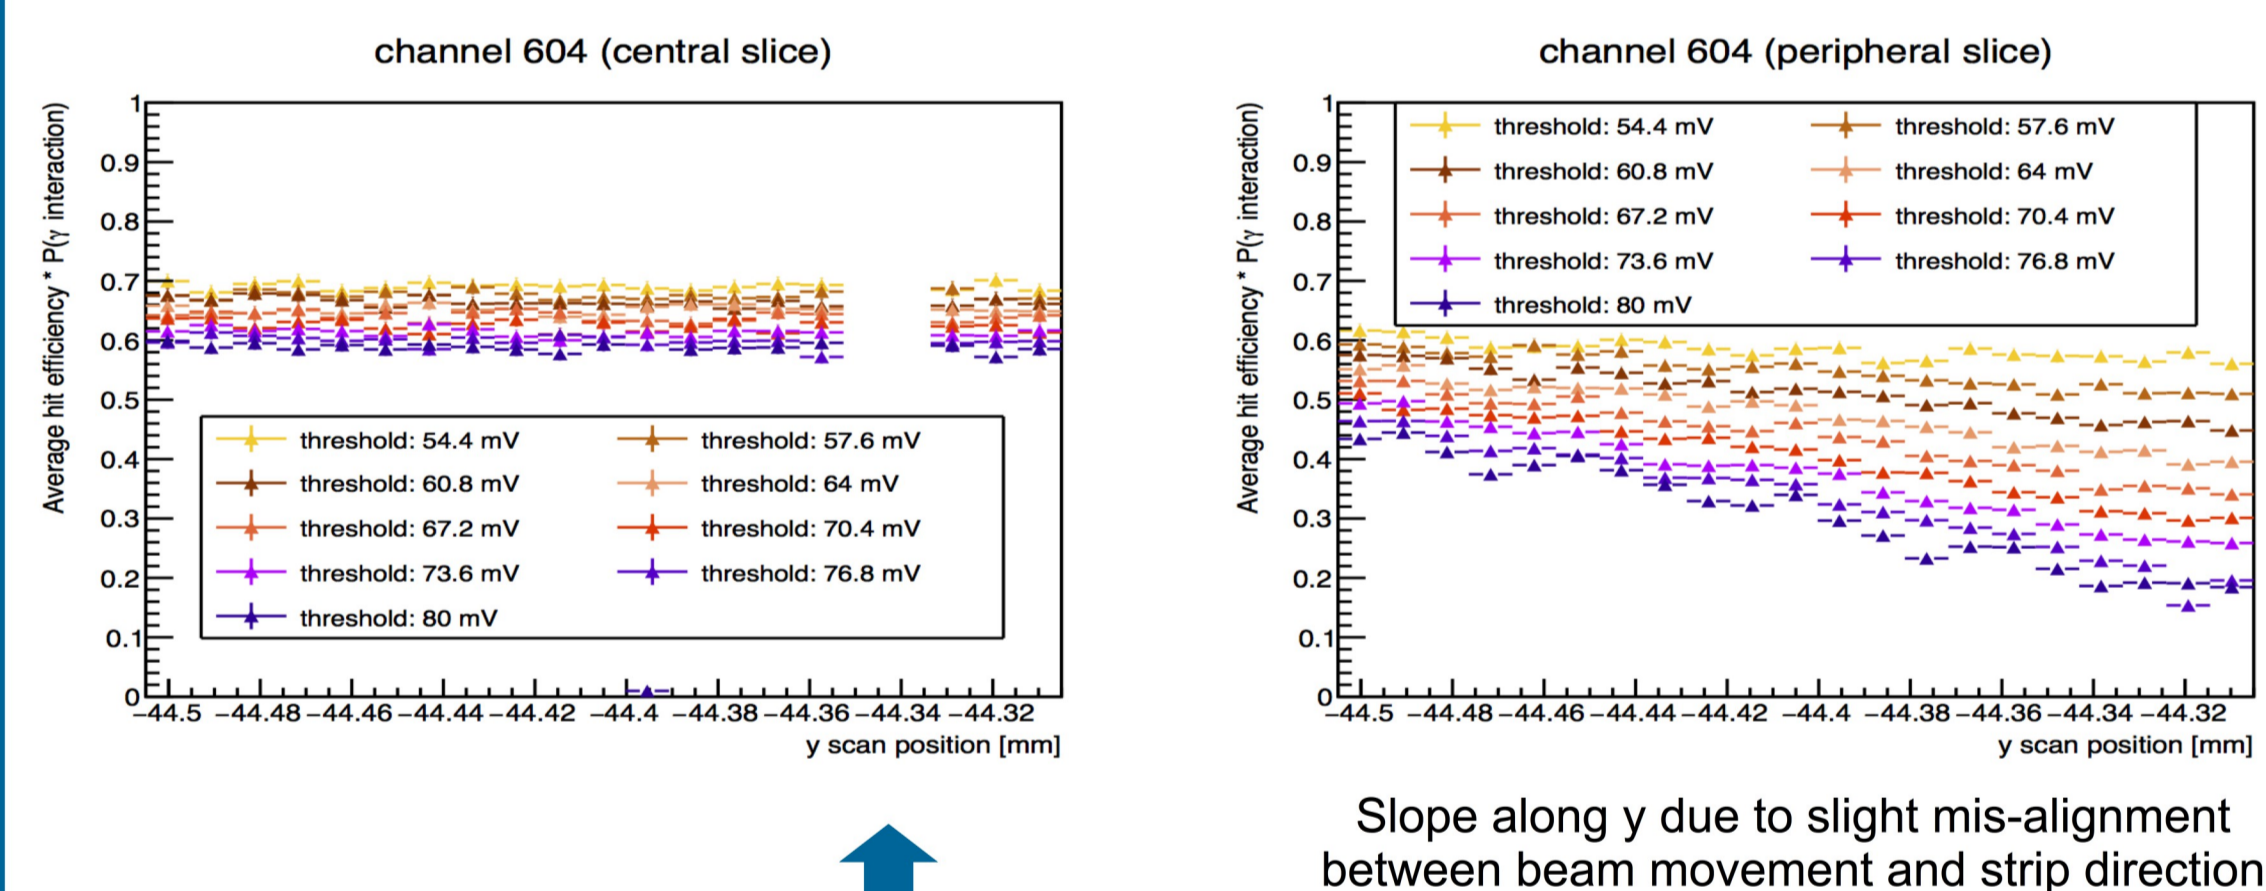 channel 604 (central slice)
Average hit efficiency * P(γ interaction)
1
0.9
0.8
0.7
0.6
0.5
0.4
0.3
0.2
0.1
0
threshold: 54.4 mV
threshold: 57.6 mV
threshold: 60.8 mV
threshold: 64 mV
threshold: 67.2 mV
threshold: 70.4 mV
threshold: 73.6 mV
threshold: 76.8 mV
threshold: 80 mV
−44.5 −44.48 −44.46 −44.44 −44.42 −44.4 −44.38 −44.36 −44.34 −44.32
y scan position [mm]
channel 604 (peripheral slice)
Average hit efficiency * P(γ interaction)
1
0.9
0.8
0.7
0.6
0.5
0.4
0.3
0.2
0.1
0
threshold: 54.4 mV
threshold: 57.6 mV
threshold: 60.8 mV
threshold: 64 mV
threshold: 67.2 mV
threshold: 70.4 mV
threshold: 73.6 mV
threshold: 76.8 mV
threshold: 80 mV
−44.5 −44.48 −44.46 −44.44 −44.42 −44.4 −44.38 −44.36 −44.34 −44.32
y scan position [mm]
Slope along y due to slight mis-alignment
between beam movement and strip direction